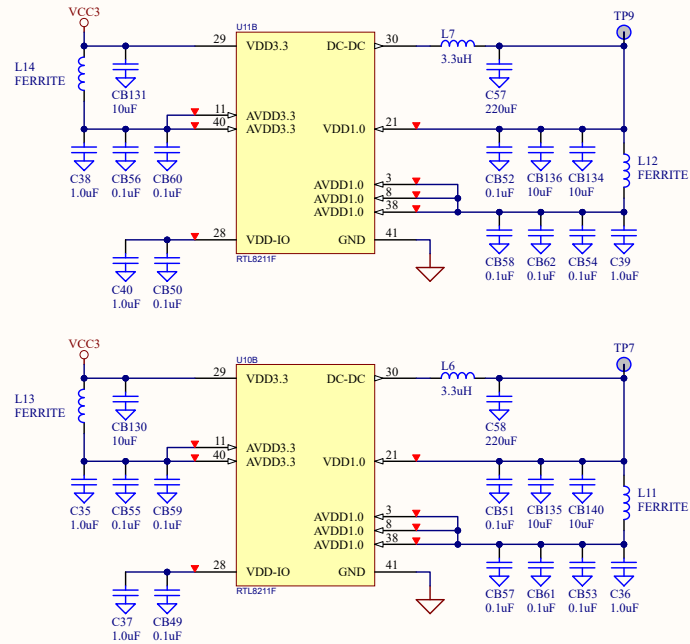 VCC3
U11B
TP9
29
VDD3.3
DC-DC
30
L7
3.3uH
L14
FERRITE
CB131
10uF
C57
220uF
11
AVDD3.3
40
AVDD3.3
VDD1.0
21
C38
1.0uF
CB56
0.1uF
CB60
0.1uF
CB52
0.1uF
CB136
10uF
CB134
10uF
L12
FERRITE
AVDD1.0
3
AVDD1.0
8
AVDD1.0
38
28
VDD-IO
GND
41
RTL8211F
C40
1.0uF
CB50
0.1uF
CB58
0.1uF
CB62
0.1uF
CB54
0.1uF
C39
1.0uF
VCC3
U10B
TP7
29
VDD3.3
DC-DC
30
L6
3.3uH
L13
FERRITE
CB130
10uF
C58
220uF
11
AVDD3.3
40
AVDD3.3
VDD1.0
21
C35
1.0uF
CB55
0.1uF
CB59
0.1uF
CB51
0.1uF
CB135
10uF
CB140
10uF
L11
FERRITE
AVDD1.0
3
AVDD1.0
8
AVDD1.0
38
28
VDD-IO
GND
41
RTL8211F
C37
1.0uF
CB49
0.1uF
CB57
0.1uF
CB61
0.1uF
CB53
0.1uF
C36
1.0uF